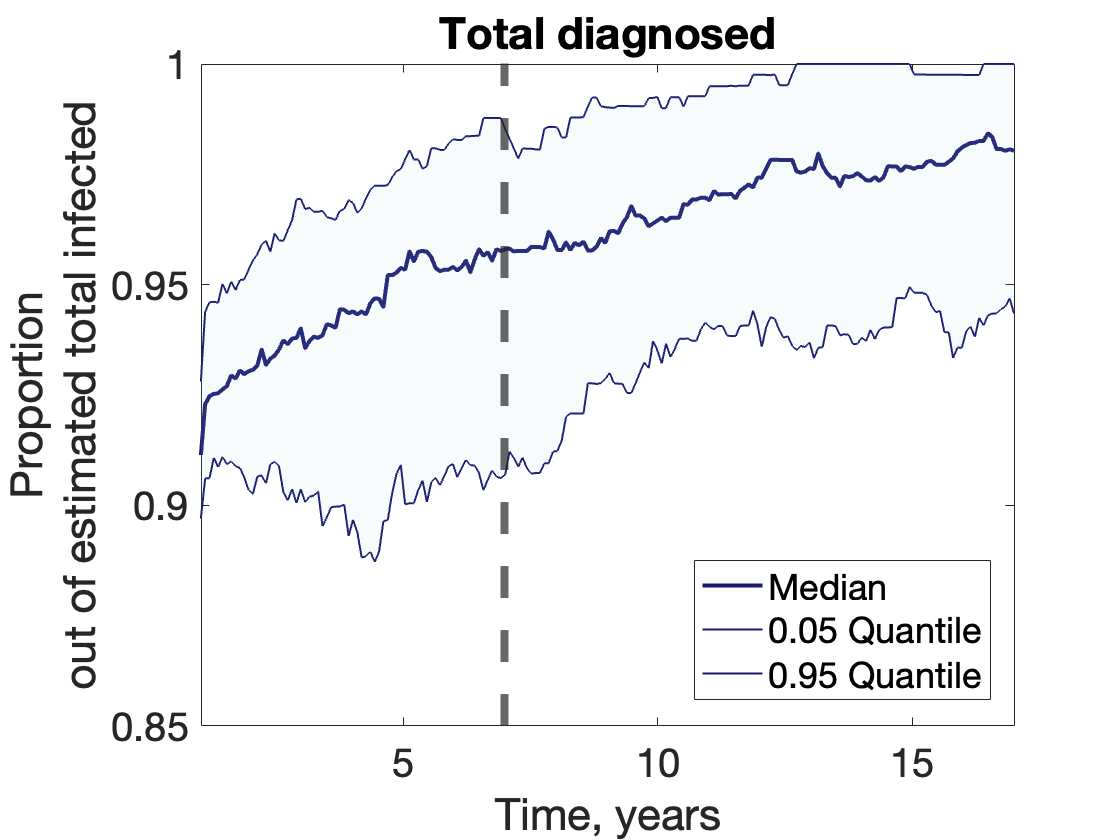 Total diagnosed
Proportion
out of estimated total infected
1
0.95
0.9
0.85
5 10 15
Time, years
Median
0.05 Quantile
0.95 Quantile